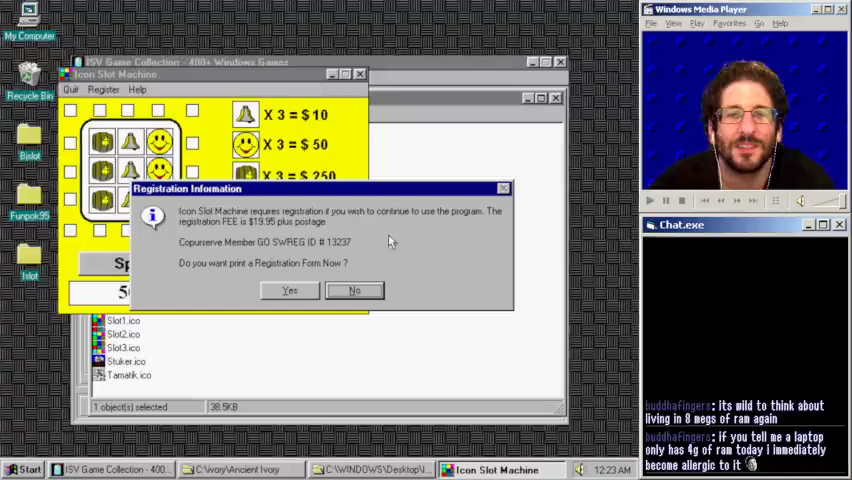 My Computer
Recycle Bin
Bjslot
Funpok95
Islot
ISV Game Collection - 400+ Windows Games
Icon Slot Machine
Quit Register Help
X 3 = $ 10
X 3 = $ 50
X 3 = $ 250
Sp
5
Registration Information
Icon Slot Machine requires registration if you wish to continue to use the program. The
registration FEE is $19.95 plus postage.
Copurserve Member GO SWREG ID # 13237
Do you want print a Registration Form Now ?
Yes
No
Slot1.ico
Slot2.ico
Slot3.ico
Stuker.ico
Tamatik.ico
1 object(s) selected
38.5KB
Start
ISV Game Collection - 400...
C:\ivory\Ancient Ivory
C:\WINDOWS\Desktop\I...
Icon Slot Machine
12:23 AM
Windows Media Player
File View Play Favorites Go Help
Chat.exe
buddhafingers: its mild to think about
living in 8 megs of ram again
buddhafingers: if you tell me a laptop
only has 4g of ram today i immediately
become allergic to it